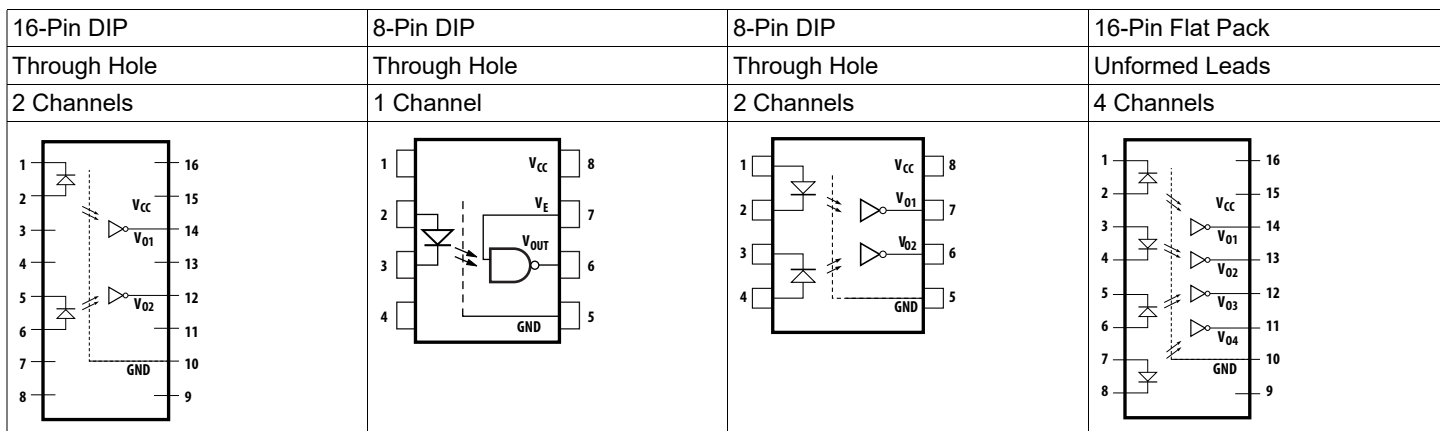 16-Pin DIP
8-Pin DIP
8-Pin DIP
16-Pin Flat Pack
Through Hole
Through Hole
Through Hole
Unformed Leads
2 Channels
1 Channel
2 Channels
4 Channels
1
2
3
4
5
6
7
8
16
15
14
13
12
11
10
9
VCC
VO1
VO2
GND
1
2
3
4
8
7
6
5
VCC
VE
VOUT
GND
1
2
3
4
8
7
6
5
VCC
VO1
VO2
GND
1
2
3
4
5
6
7
8
16
15
14
13
12
11
10
9
VCC
VO1
VO2
VO3
VO4
GND